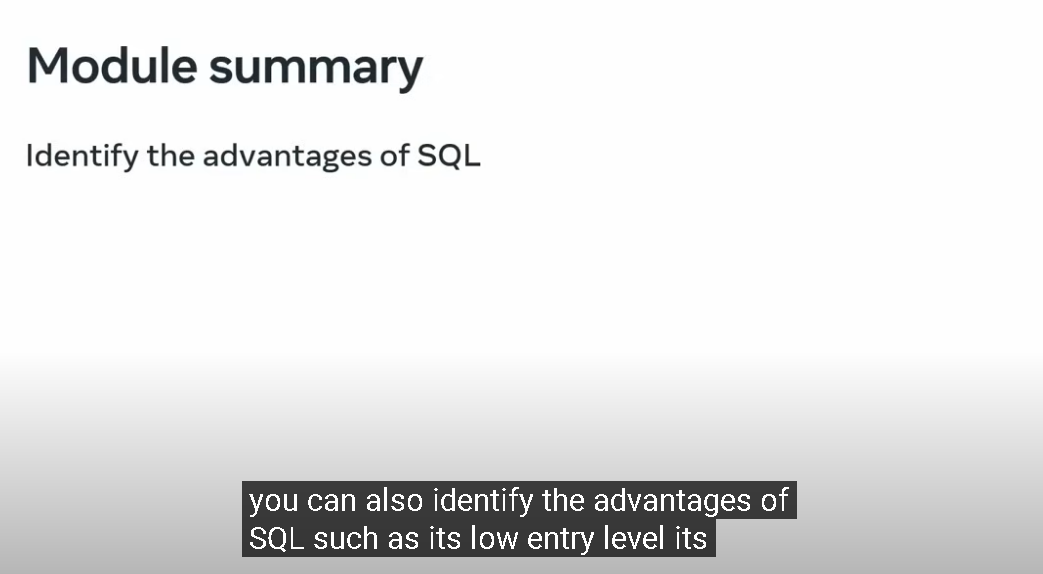 Module summary
Identify the advantages of SQL
you can also identify the advantages of
SQL such as its low entry level its